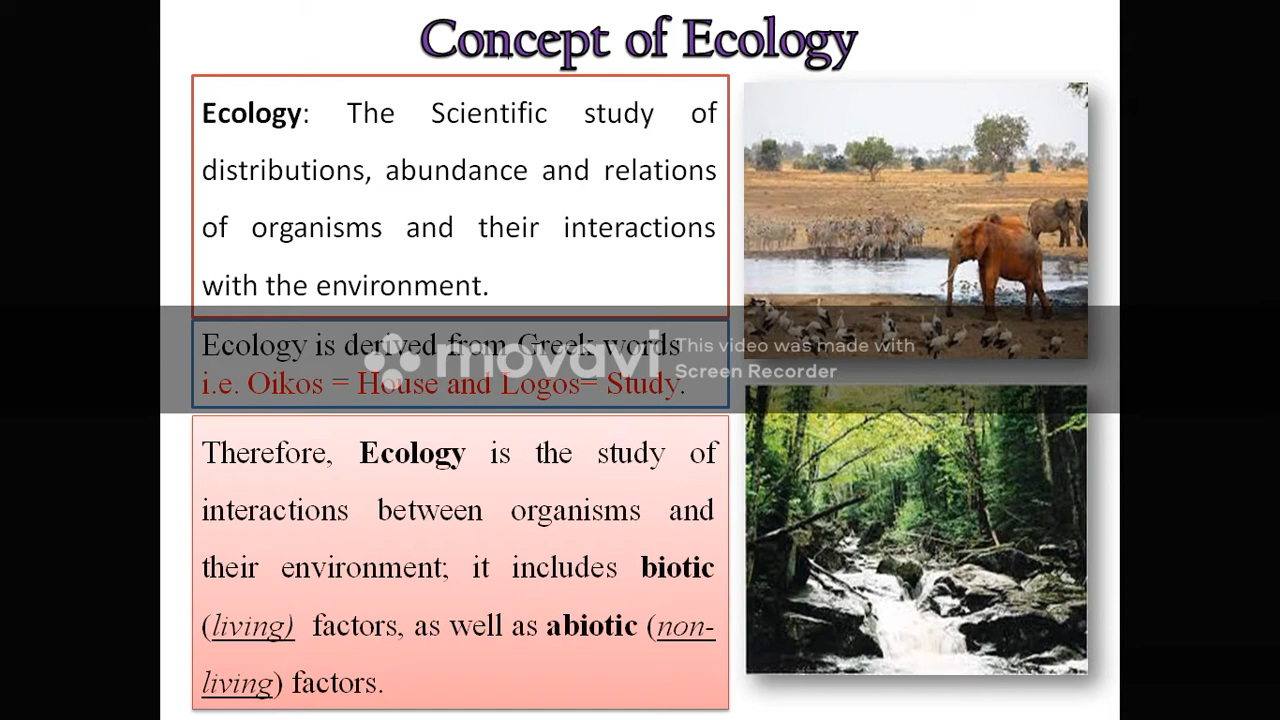 Concept of Ecology
Ecology: The Scientific study of
distributions, abundance and relations
of organisms and their interactions
with the environment.
Ecology is derived from Greek words
i.e. Oikos = House and Logos= Study.
movavi
This video was made with
Screen Recorder
Therefore, Ecology is the study of
interactions between organisms and
their environment; it includes biotic
(living) factors, as well as abiotic (non-
living) factors.